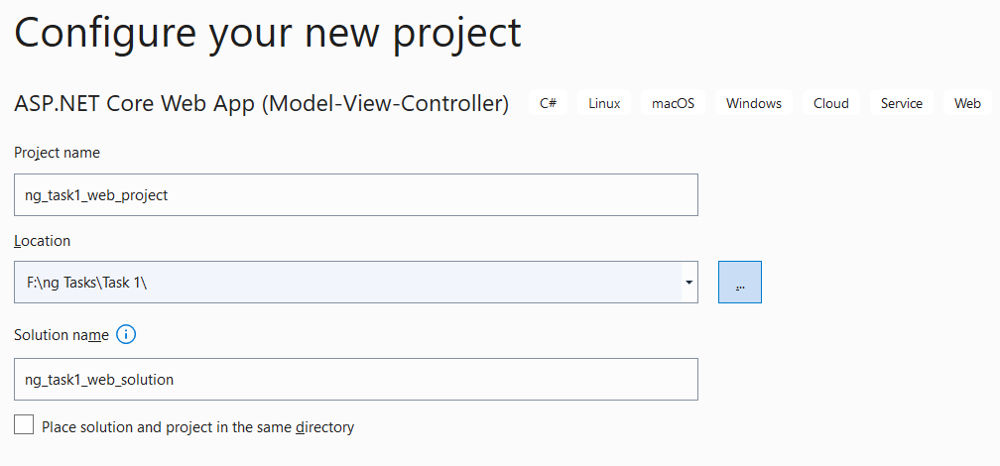 Configure your new project
ASP.NET Core Web App (Model-View-Controller) C# Linux macOS Windows Cloud Service Web
Project name
ng_task1_web_project
Location
F:\ng Tasks\Task 1\
...
Solution name
ng_task1_web_solution
Place solution and project in the same directory